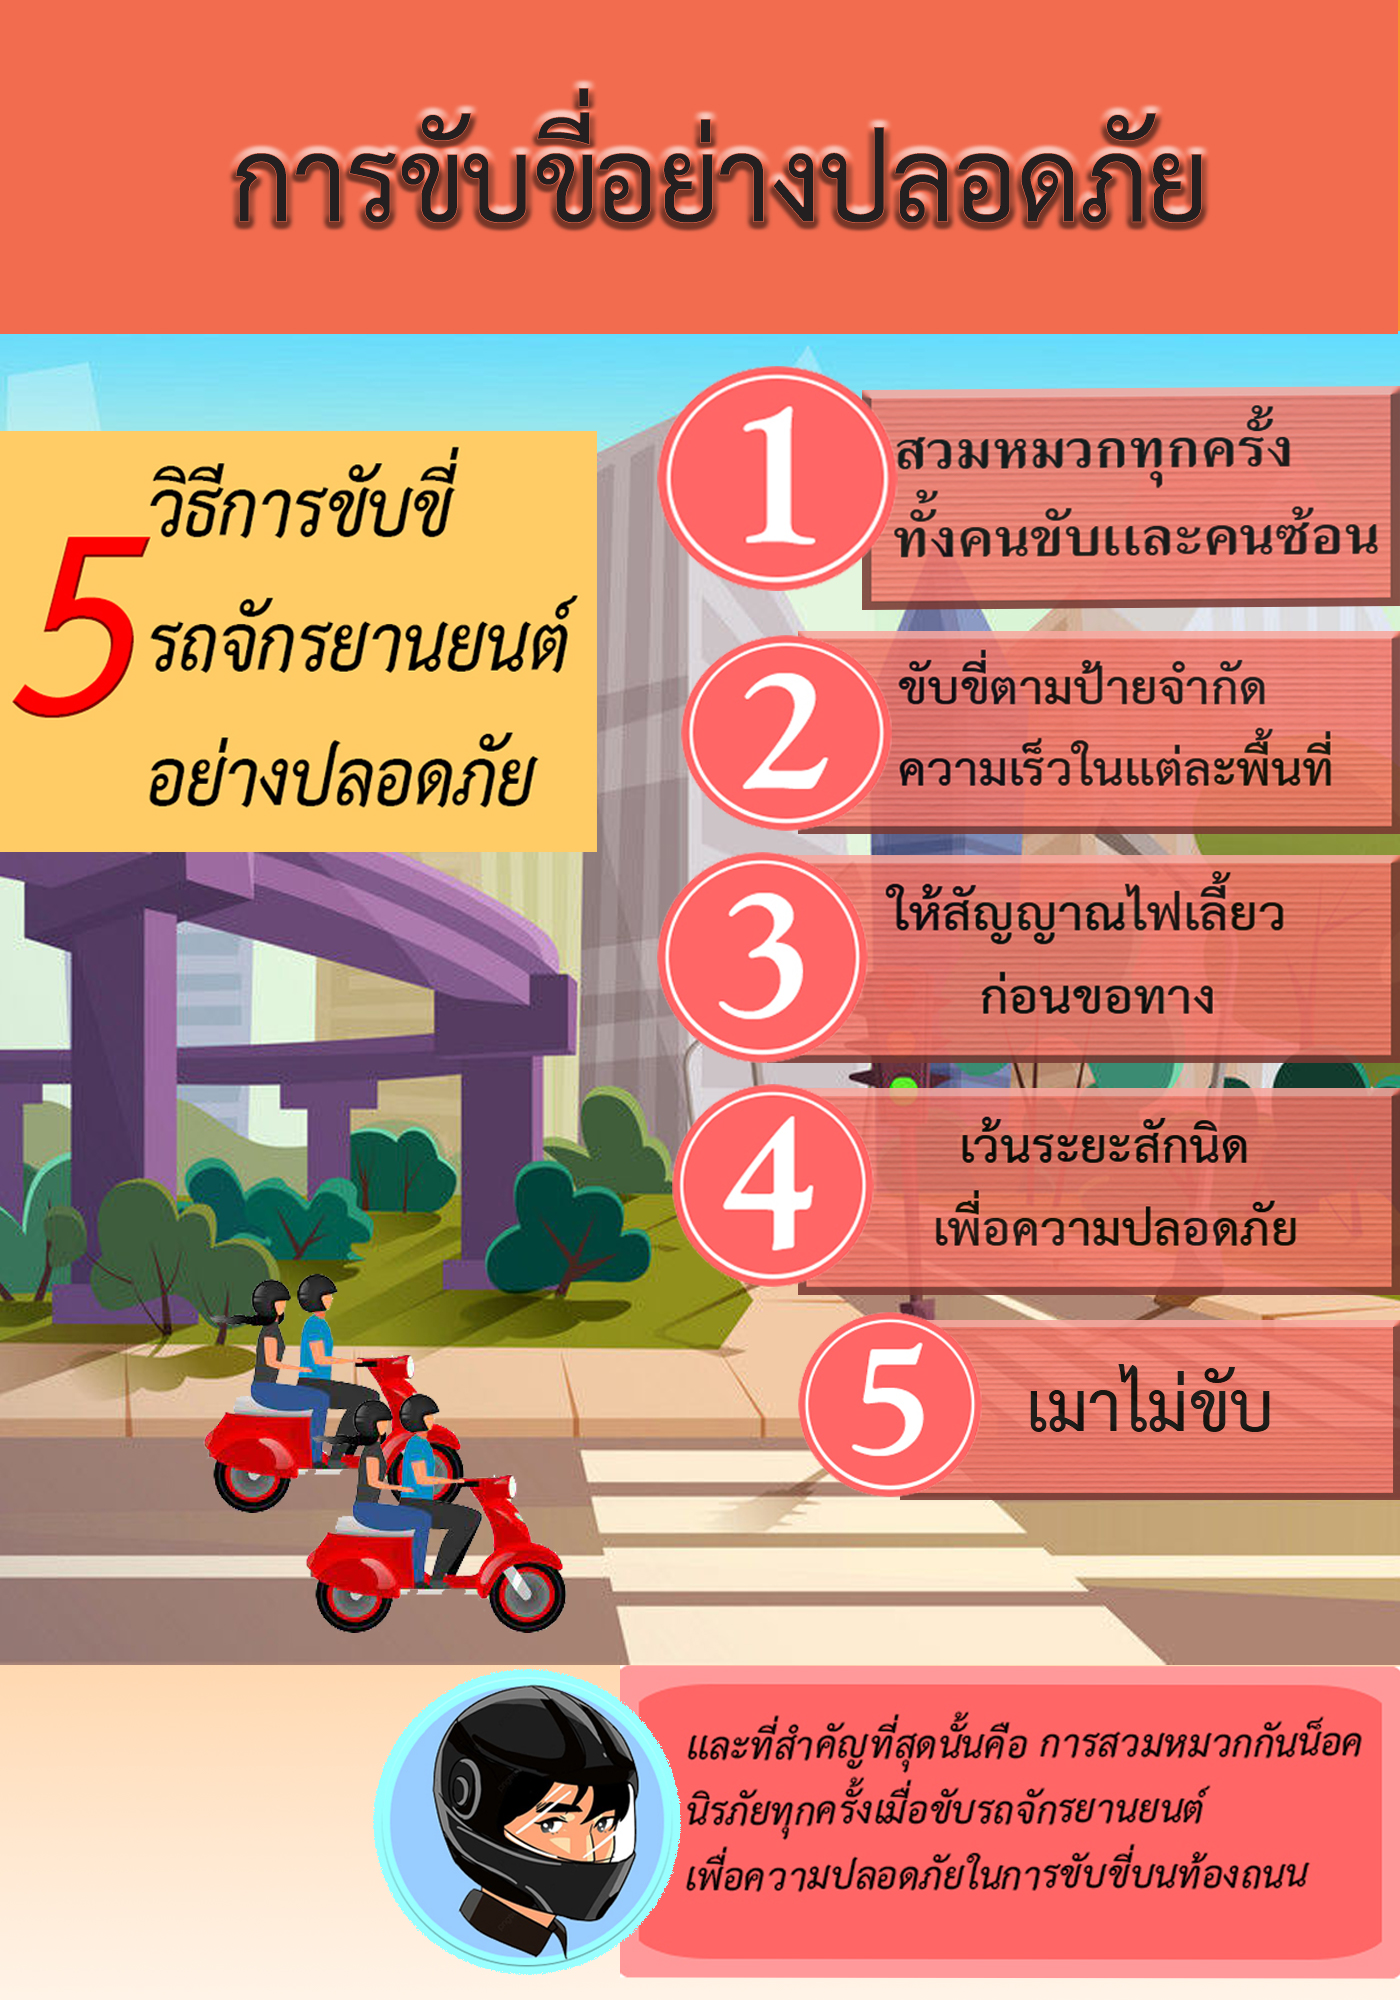 การขับขี่อย่างปลอดภัย
5
วิธีการขับขี่
รถจักรยานยนต์
อย่างปลอดภัย
1
สวมหมวกทุกครั้ง
ทั้งคนขับและคนซ้อน
2
ขับขี่ตามป้ายจำกัด
ความเร็วในแต่ละพื้นที่
3
ให้สัญญาณไฟเลี้ยว
ก่อนขอทาง
4
เว้นระยะสักนิด
เพื่อความปลอดภัย
5
เมาไม่ขับ
และที่สำคัญที่สุดนั้นคือ การสวมหมวกกันน็อค
นิรภัยทุกครั้งเมื่อขับรถจักรยานยนต์
เพื่อความปลอดภัยในการขับขี่บนท้องถนน